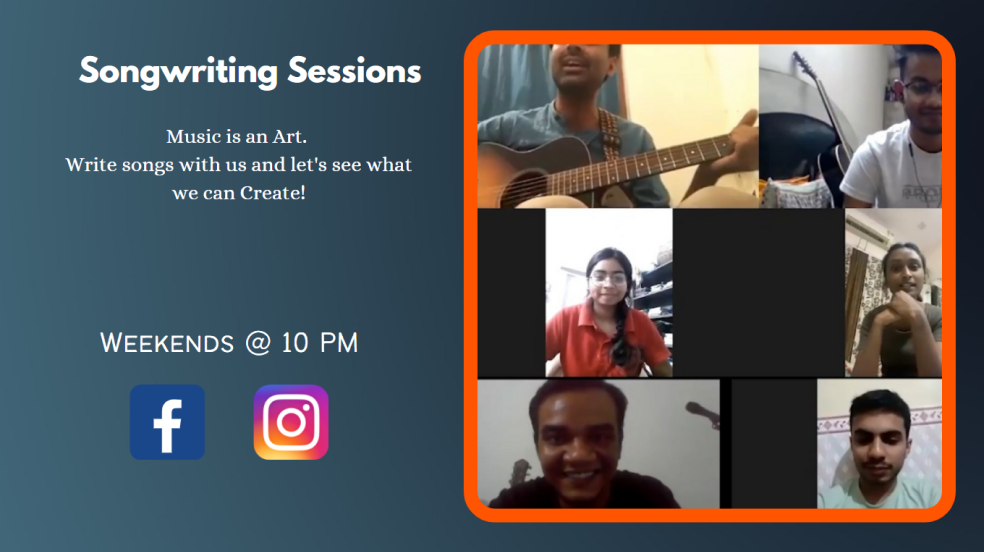 Songwriting Sessions
Music is an Art.
Write songs with us and let's see what
we can Create!
Weekends @ 10 PM